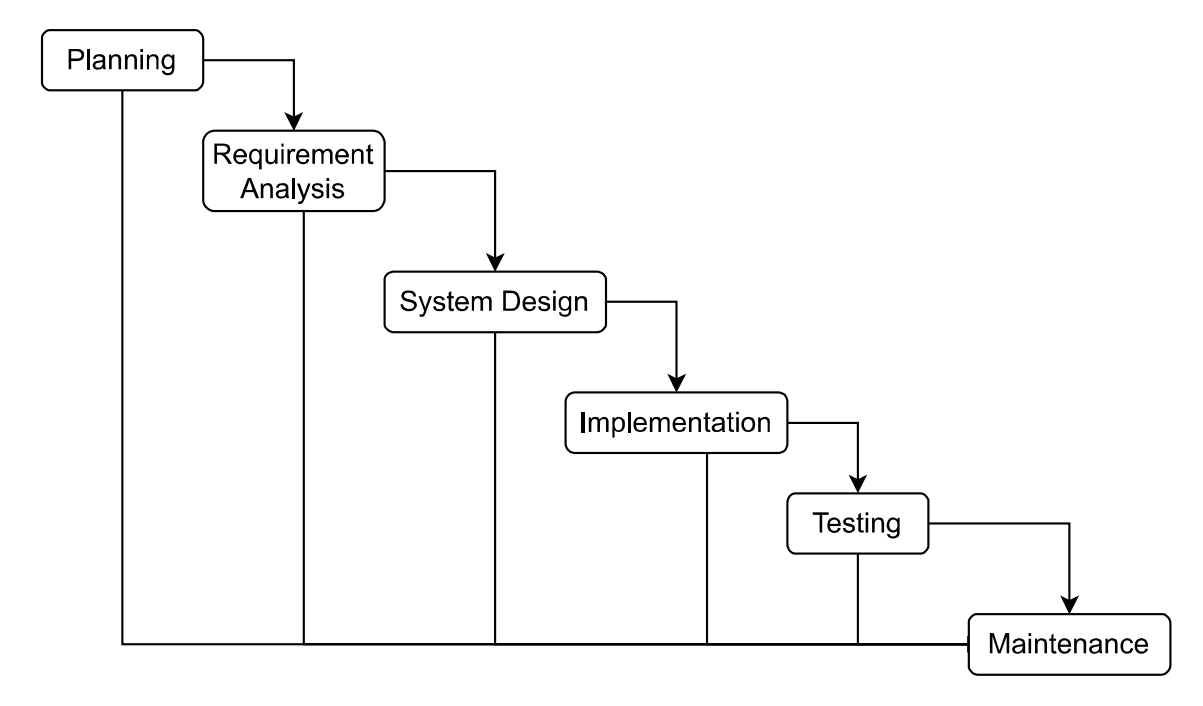 Planning
Requirement
Analysis
System Design
Implementation
Testing
Maintenance